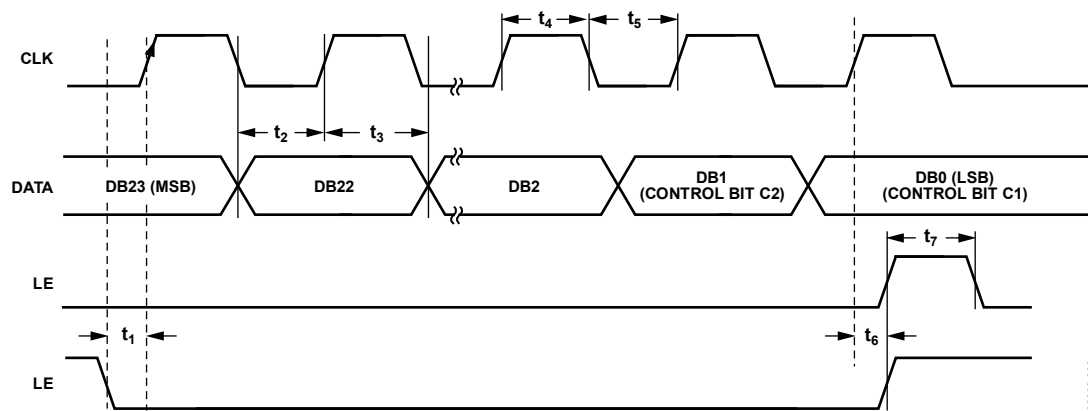 CLK
t4
t5
t2
t3
DATA
DB23 (MSB)
DB22
DB2
DB1
(CONTROL BIT C2)
DB0 (LSB)
(CONTROL BIT C1)
t7
LE
t1
t6
LE